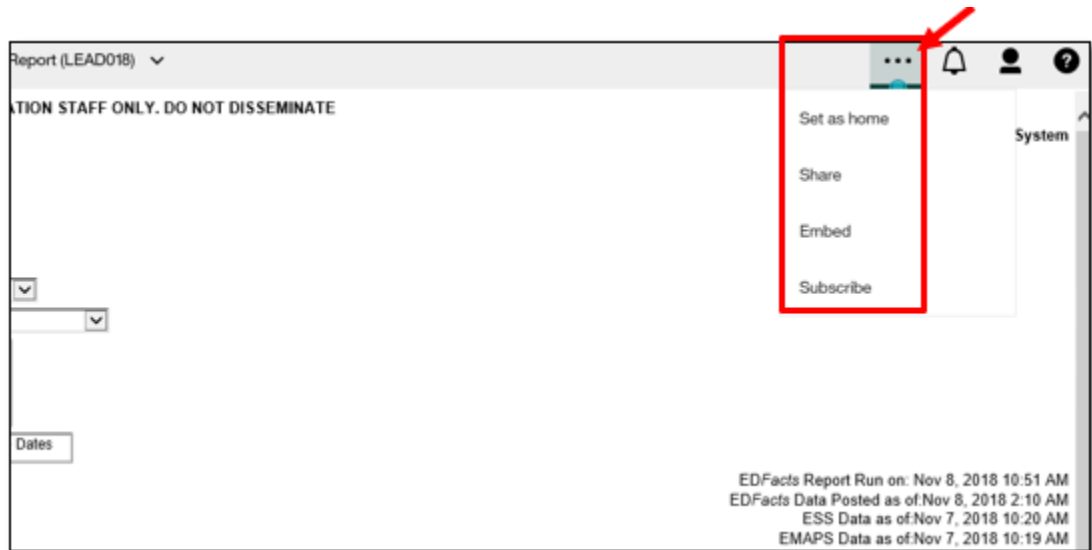 Report (LEAD018)
ATION STAFF ONLY. DO NOT DISSEMINATE
Set as home
System
Share
Embed
Subscribe
Dates
EDFacts Report Run on: Nov 8, 2018 10:51 AM
EDFacts Data Posted as of:Nov 8, 2018 2:10 AM
ESS Data as of:Nov 7, 2018 10:20 AM
EMAPS Data as of:Nov 7, 2018 10:19 AM